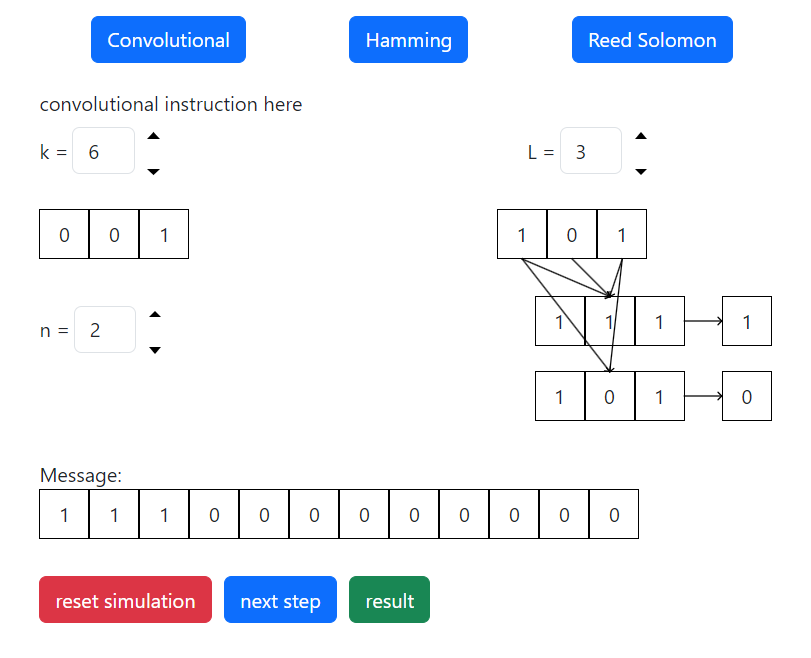 Convolutional Hamming Reed Solomon
convolutional instruction here
k = 6 L = 3
0 0 1 1 0 1
1 1 1 1
n = 2
1 0 1 0
Message:
1 1 1 0 0 0 0 0 0 0 0 0
reset simulation next step result